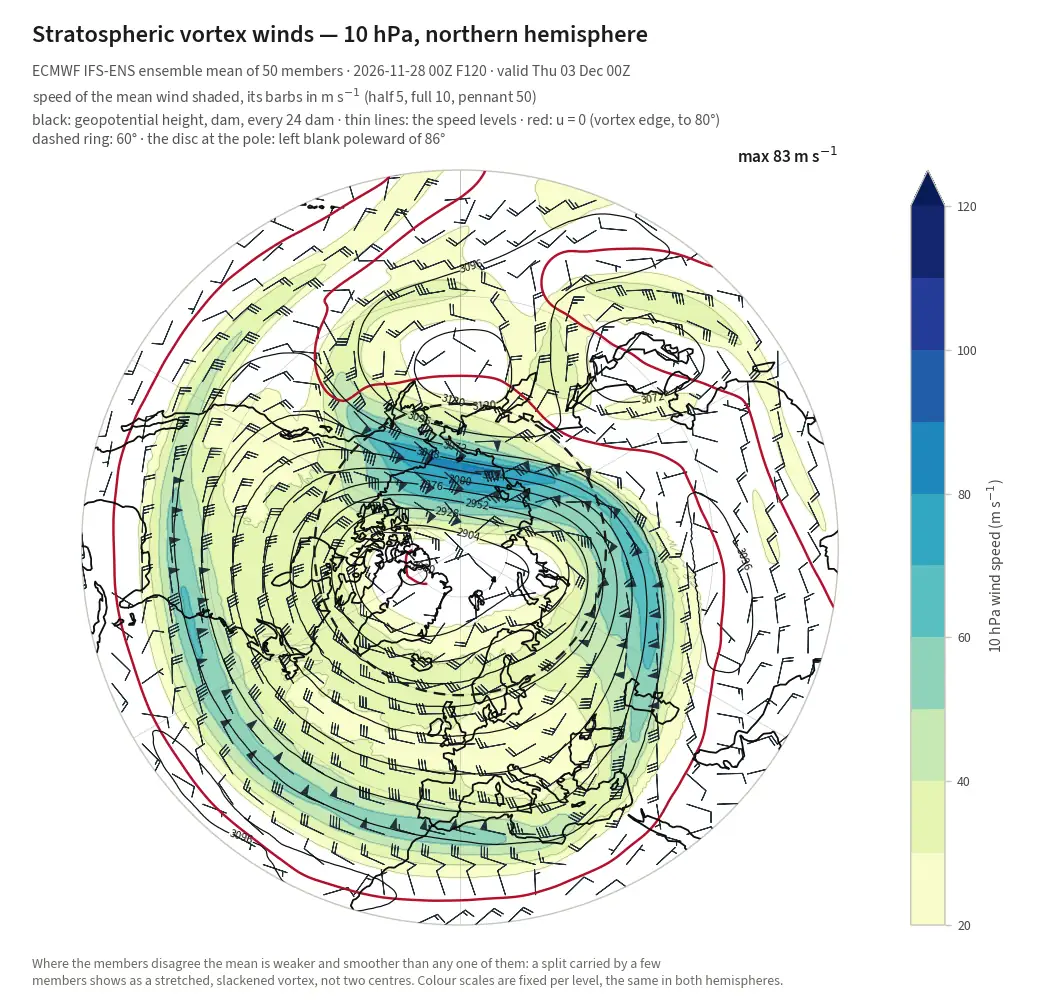 Stratospheric vortex winds — 10 hPa, northern hemisphere
ECMWF IFS-ENS ensemble mean of 50 members · 2026-11-28 00Z F120 · valid Thu 03 Dec 00Z
speed of the mean wind shaded, its barbs in m s⁻¹ (half 5, full 10, pennant 50)
black: geopotential height, dam, every 24 dam · thin lines: the speed levels · red: u = 0 (vortex edge, to 80°)
dashed ring: 60° · the disc at the pole: left blank poleward of 86°
max 83 m s⁻¹
120
100
80
60
40
20
10 hPa wind speed (m s⁻¹)
3096
3120
3120
3072
3000
2976
2952
2928
2904
3096
3096
Where the members disagree the mean is weaker and smoother than any one of them: a split carried by a few
members shows as a stretched, slackened vortex, not two centres. Colour scales are fixed per level, the same in both hemispheres.